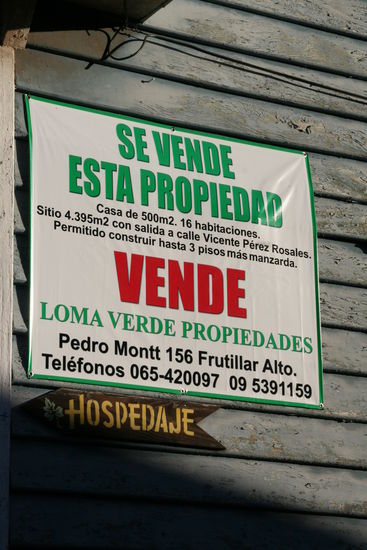 SE VENDE
ESTA PROPIEDAD
Casa de 500m2. 16 habitaciones.
Sitio 4.395m2 con salida a calle Vicente Pérez Rosales.
Permitido construir hasta 3 pisos más manzarda.
VENDE
LOMA VERDE PROPIEDADES
Pedro Montt 156 Frutillar Alto.
Teléfonos 065-420097 09 5391159
HOSPEDAJE